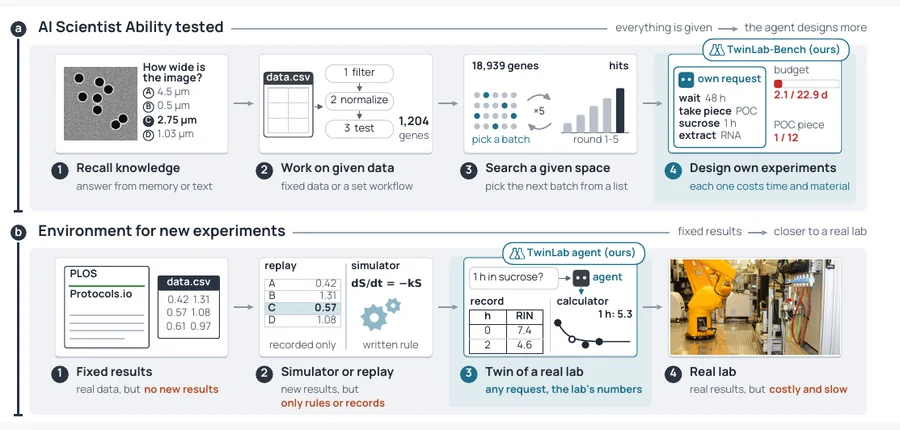 a AI Scientist Ability tested
everything is given → the agent designs more
TwinLab-Bench (ours)
How wide is
the image?
A 4.5 μm
B 0.5 μm
C 2.75 μm
D 1.03 μm
1 Recall knowledge
answer from memory or text
data.csv
1 filter
2 normalize
3 test
1,204
genes
2 Work on given data
fixed data or a set workflow
18,939 genes
hits
×5
pick a batch
round 1-5
3 Search a given space
pick the next batch from a list
own request
wait 48 h
take piece POC
sucrose 1 h
extract RNA
budget
2.1 / 22.9 d
POC piece
1 / 12
4 Design own experiments
each one costs time and material
b Environment for new experiments
fixed results → closer to a real lab
TwinLab agent (ours)
PLOS
Protocols.io
data.csv
0.42 1.31
0.57 1.08
0.61 0.97
1 Fixed results
real data, but no new results
replay
A 0.42
B 1.31
C 0.57
D 1.08
recorded only
simulator
dS/dt = −kS
written rule
2 Simulator or replay
new results, but
only rules or records
1 h in sucrose?
agent
record
h RIN
0 7.4
2 4.6
calculator
1 h: 5.3
3 Twin of a real lab
any request, the lab's numbers
4 Real lab
real results, but costly and slow